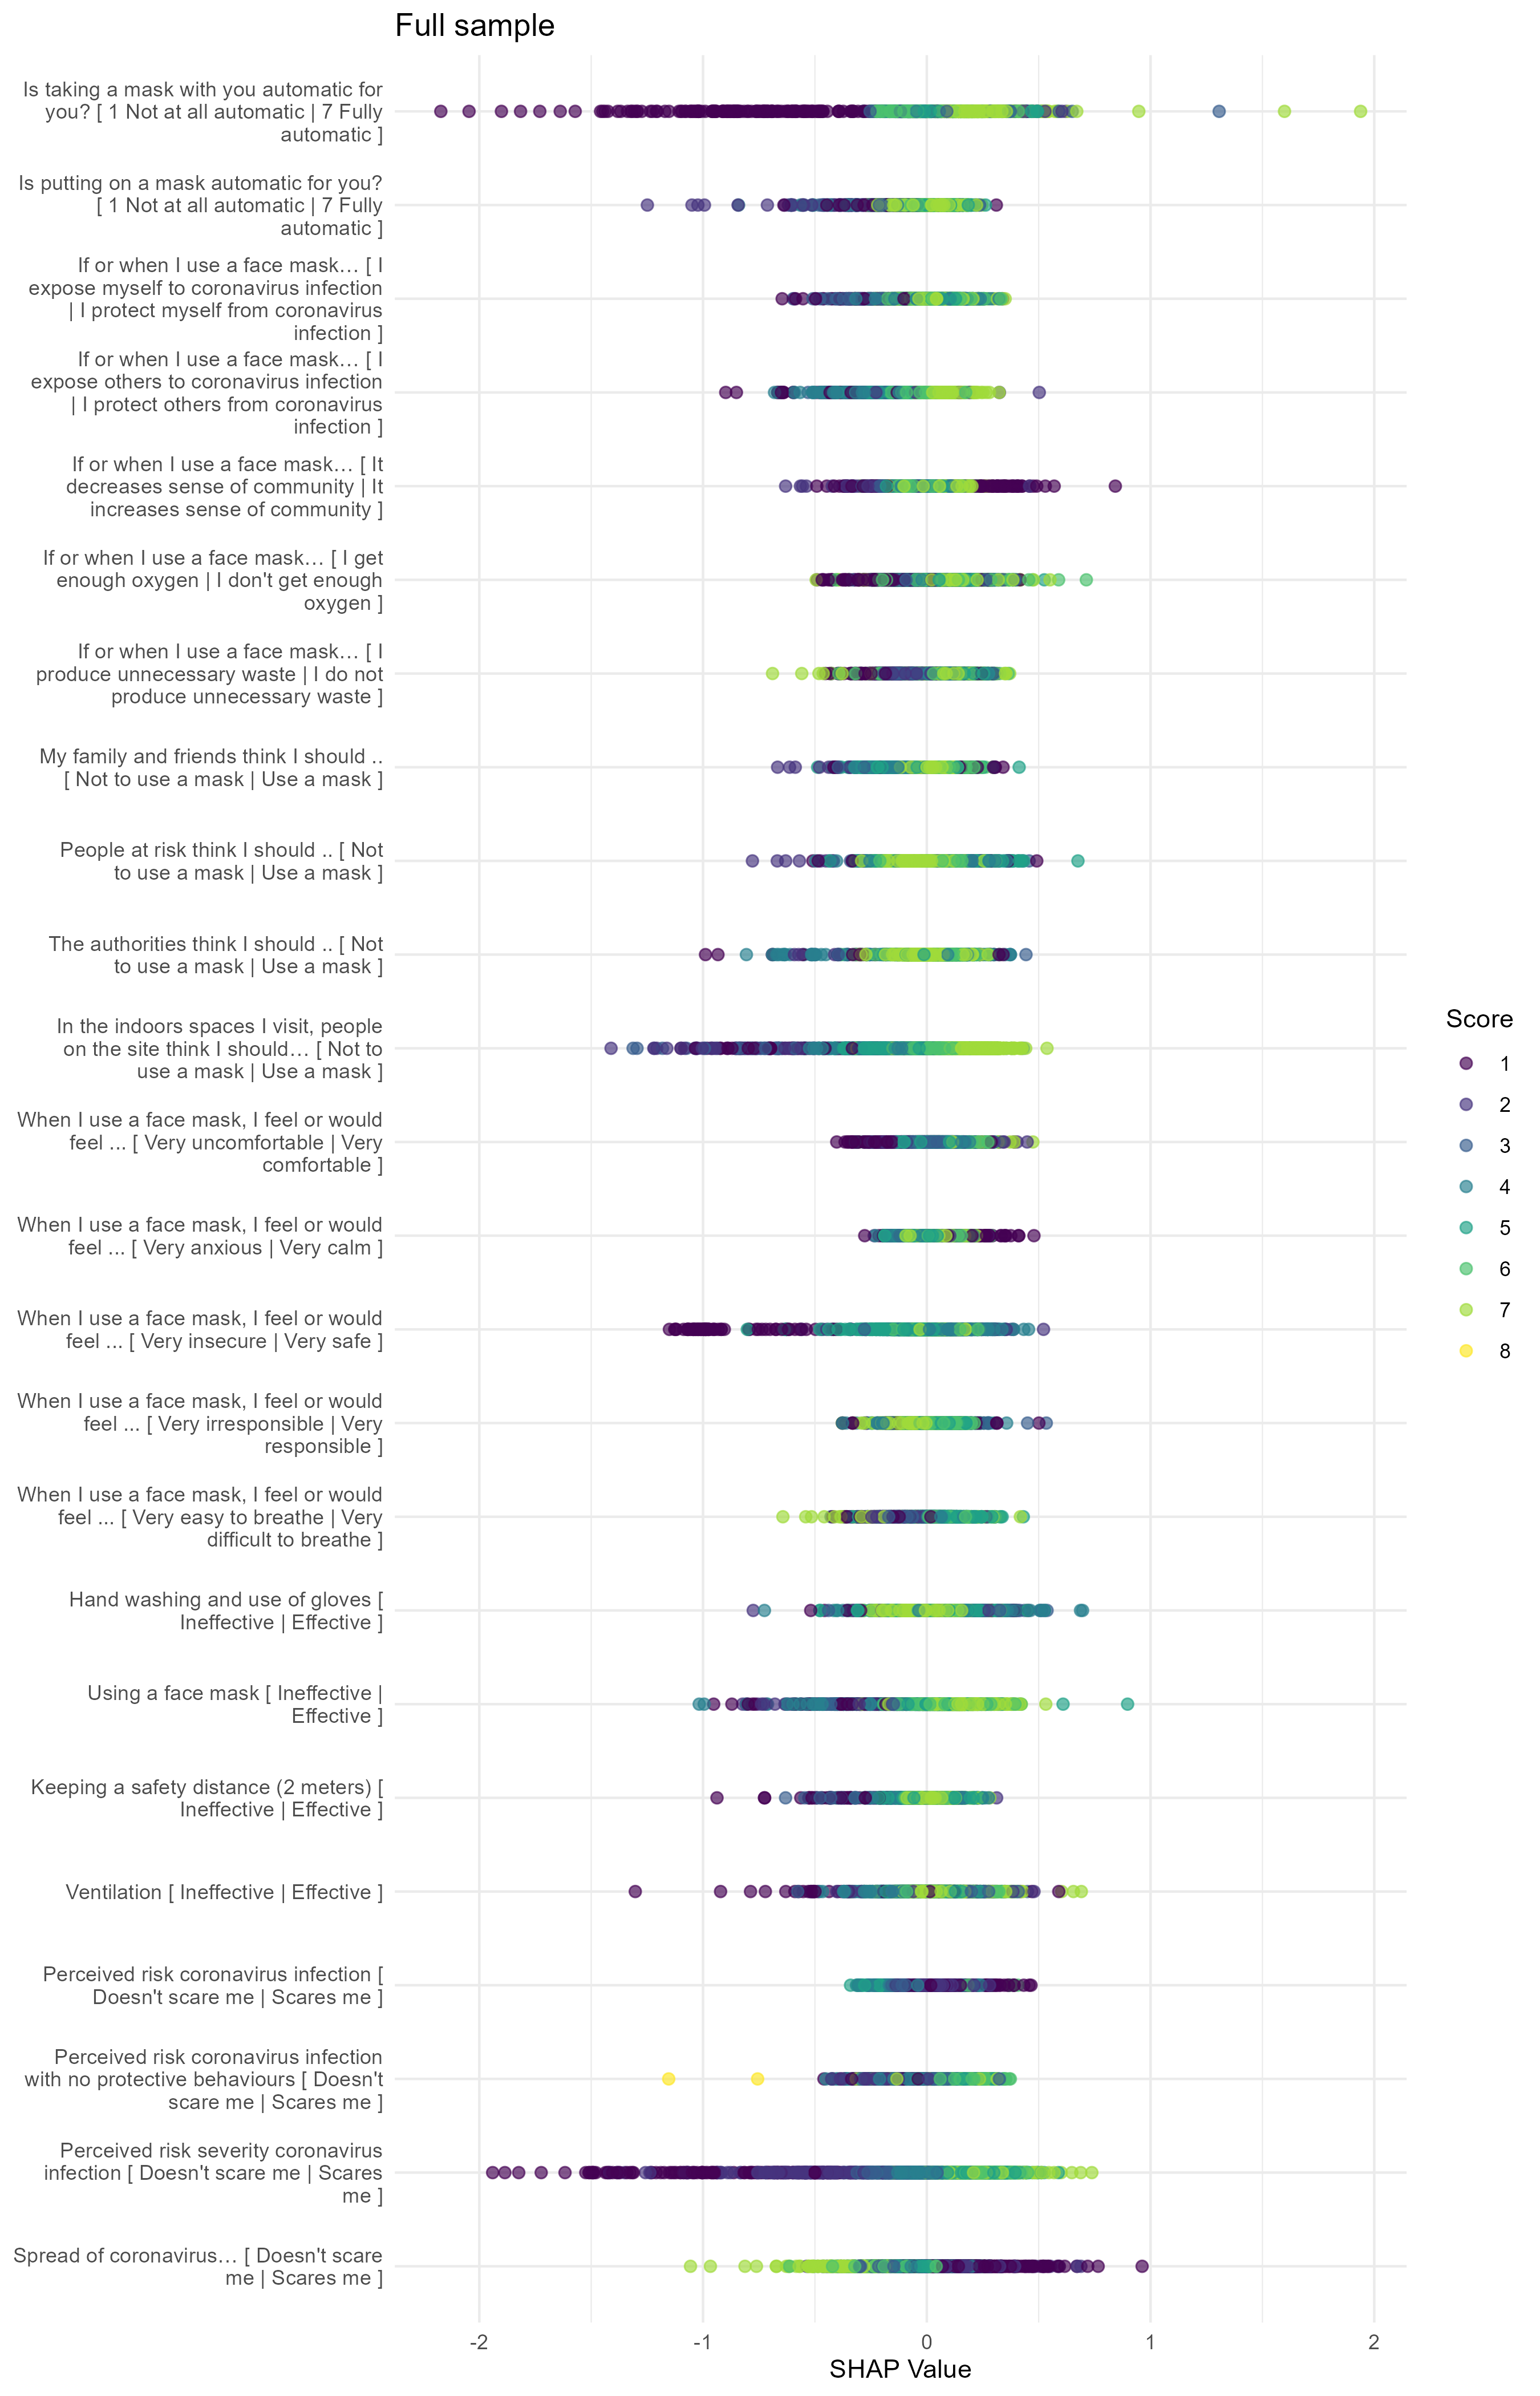 Full sample
Is taking a mask with you automatic for
you? [ 1 Not at all automatic | 7 Fully
automatic ]
Is putting on a mask automatic for you?
[ 1 Not at all automatic | 7 Fully
automatic ]
If or when I use a face mask… [ I
expose myself to coronavirus infection
| I protect myself from coronavirus
infection ]
If or when I use a face mask… [ I
expose others to coronavirus infection
| I protect others from coronavirus
infection ]
If or when I use a face mask… [ It
decreases sense of community | It
increases sense of community ]
If or when I use a face mask… [ I get
enough oxygen | I don't get enough
oxygen ]
If or when I use a face mask… [ I
produce unnecessary waste | I do not
produce unnecessary waste ]
My family and friends think I should ..
[ Not to use a mask | Use a mask ]
People at risk think I should .. [ Not
to use a mask | Use a mask ]
The authorities think I should .. [ Not
to use a mask | Use a mask ]
In the indoors spaces I visit, people
on the site think I should… [ Not to
use a mask | Use a mask ]
When I use a face mask, I feel or would
feel ... [ Very uncomfortable | Very
comfortable ]
When I use a face mask, I feel or would
feel ... [ Very anxious | Very calm ]
When I use a face mask, I feel or would
feel ... [ Very insecure | Very safe ]
When I use a face mask, I feel or would
feel ... [ Very irresponsible | Very
responsible ]
When I use a face mask, I feel or would
feel ... [ Very easy to breathe | Very
difficult to breathe ]
Hand washing and use of gloves [
Ineffective | Effective ]
Using a face mask [ Ineffective |
Effective ]
Keeping a safety distance (2 meters) [
Ineffective | Effective ]
Ventilation [ Ineffective | Effective ]
Perceived risk coronavirus infection [
Doesn't scare me | Scares me ]
Perceived risk coronavirus infection
with no protective behaviours [ Doesn't
scare me | Scares me ]
Perceived risk severity coronavirus
infection [ Doesn't scare me | Scares
me ]
Spread of coronavirus… [ Doesn't scare
me | Scares me ]
-2
-1
0
1
2
SHAP Value
Score
1
2
3
4
5
6
7
8